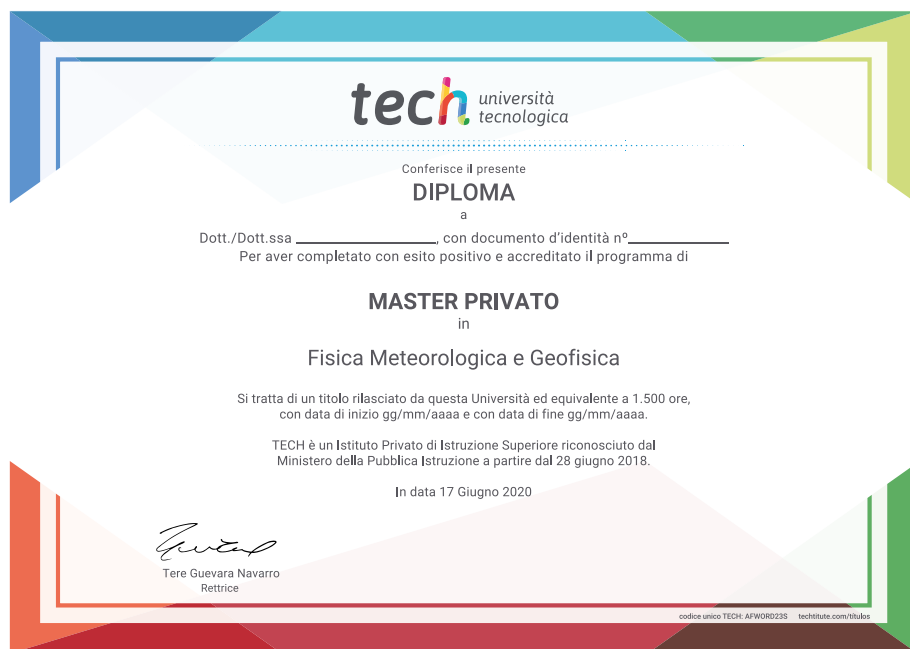 tech università
tecnologica
Conferisce il presente
DIPLOMA
a
Dott./Dott.ssa ________________, con documento d'identità nº____________
Per aver completato con esito positivo e accreditato il programma di
MASTER PRIVATO
in
Fisica Meteorologica e Geofisica
Si tratta di un titolo rilasciato da questa Università ed equivalente a 1.500 ore,
con data di inizio gg/mm/aaaa e con data di fine gg/mm/aaaa.
TECH è un Istituto Privato di Istruzione Superiore riconosciuto dal
Ministero della Pubblica Istruzione a partire dal 28 giugno 2018.
In data 17 Giugno 2020
Tere Guevara Navarro
Rettrice
codice unico TECH: AFWORD23S techtitute.com/títulos